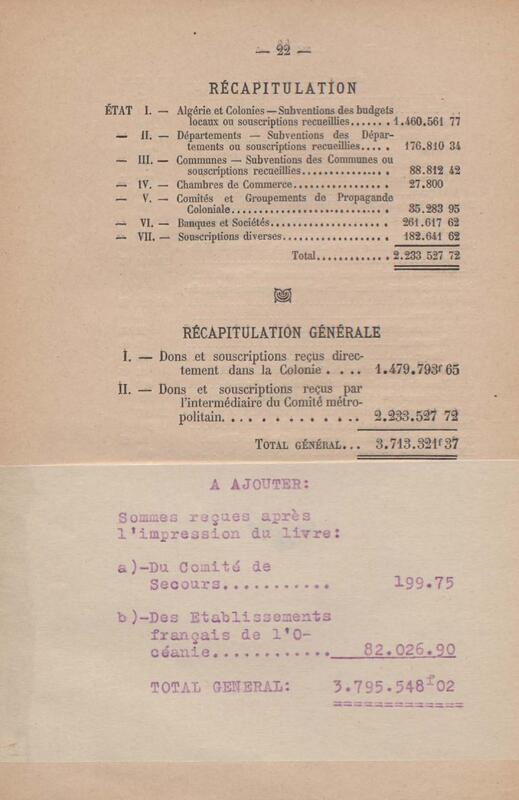 — 22 —
RÉCAPITULATION
ÉTAT I. — Algérie et Colonies — Subventions des budgets
locaux ou souscriptions recueillies....... 1.460.561 77
— II. — Départements — Subventions des Dépar-
tements ou souscriptions recueillies..... 176.810 34
— III. — Communes — Subventions des Communes ou
souscriptions recueillies............... 88.812 42
— IV. — Chambres de Commerce................ 27.800
— V. — Comités et Groupements de Propagande
Coloniale............................. 35.283 95
— VI. — Banques et Sociétés.................. 261.617 62
— VII. — Souscriptions diverses.................. 182.641 62
Total............ 2.233 527 72
RÉCAPITULATION GÉNÉRALE
I. — Dons et souscriptions reçus direc-
tement dans la Colonie . . . . 1.479.793f 65
II. — Dons et souscriptions reçus par
l'intermédiaire du Comité métro-
politain. . . . . . . . . . . . . 2.233.527 72
TOTAL GÉNÉRAL... 3.713.321f 37
A AJOUTER:
Sommes reçues après
l'impression du livre:
a)-Du Comité de
Secours........... 199.75
b)-Des Etablissements
français de l'O-
céanie............ 82.026.90
TOTAL GENERAL: 3.795.548f02